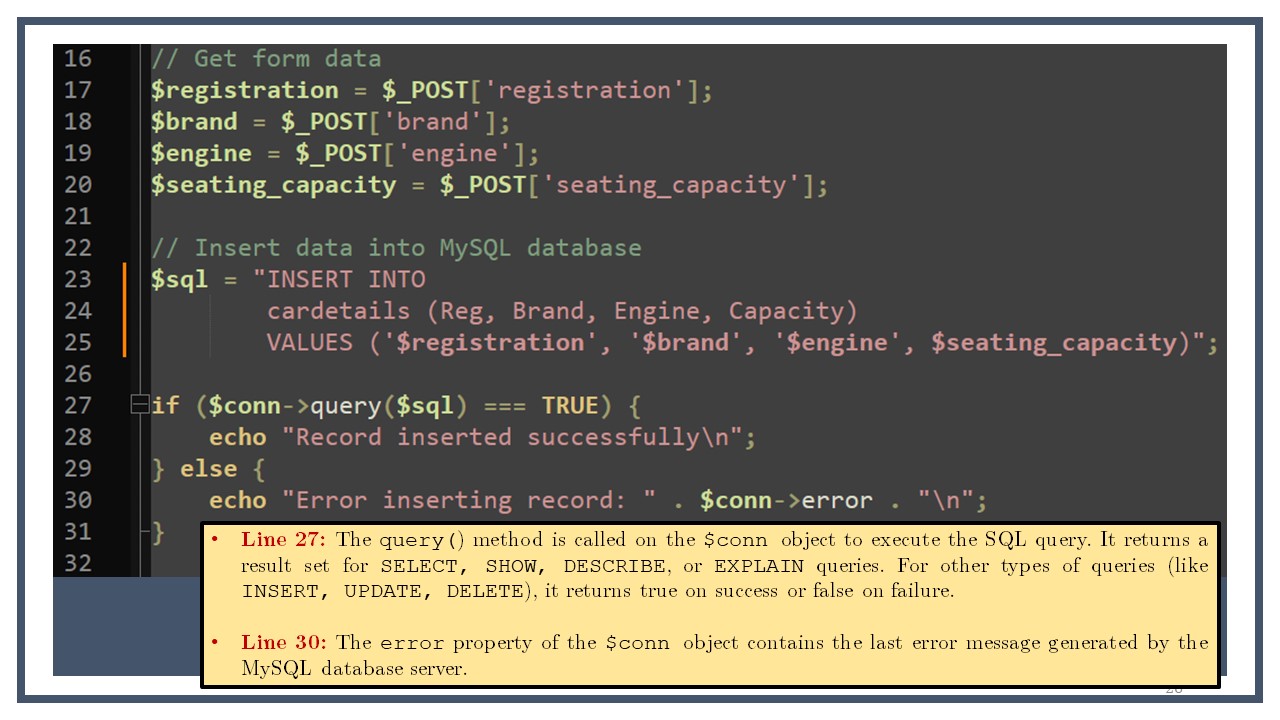 16 // Get form data
17 $registration = $_POST['registration'];
18 $brand = $_POST['brand'];
19 $engine = $_POST['engine'];
20 $seating_capacity = $_POST['seating_capacity'];
21
22 // Insert data into MySQL database
23 $sql = "INSERT INTO
24 cardetails (Reg, Brand, Engine, Capacity)
25 VALUES ('$registration', '$brand', '$engine', $seating_capacity)";
26
27 if ($conn->query($sql) === TRUE) {
28 echo "Record inserted successfully\n";
29 } else {
30 echo "Error inserting record: " . $conn->error . "\n";
31 }
32
• Line 27: The query() method is called on the $conn object to execute the SQL query. It returns a
result set for SELECT, SHOW, DESCRIBE, or EXPLAIN queries. For other types of queries (like
INSERT, UPDATE, DELETE), it returns true on success or false on failure.
• Line 30: The error property of the $conn object contains the last error message generated by the
MySQL database server.